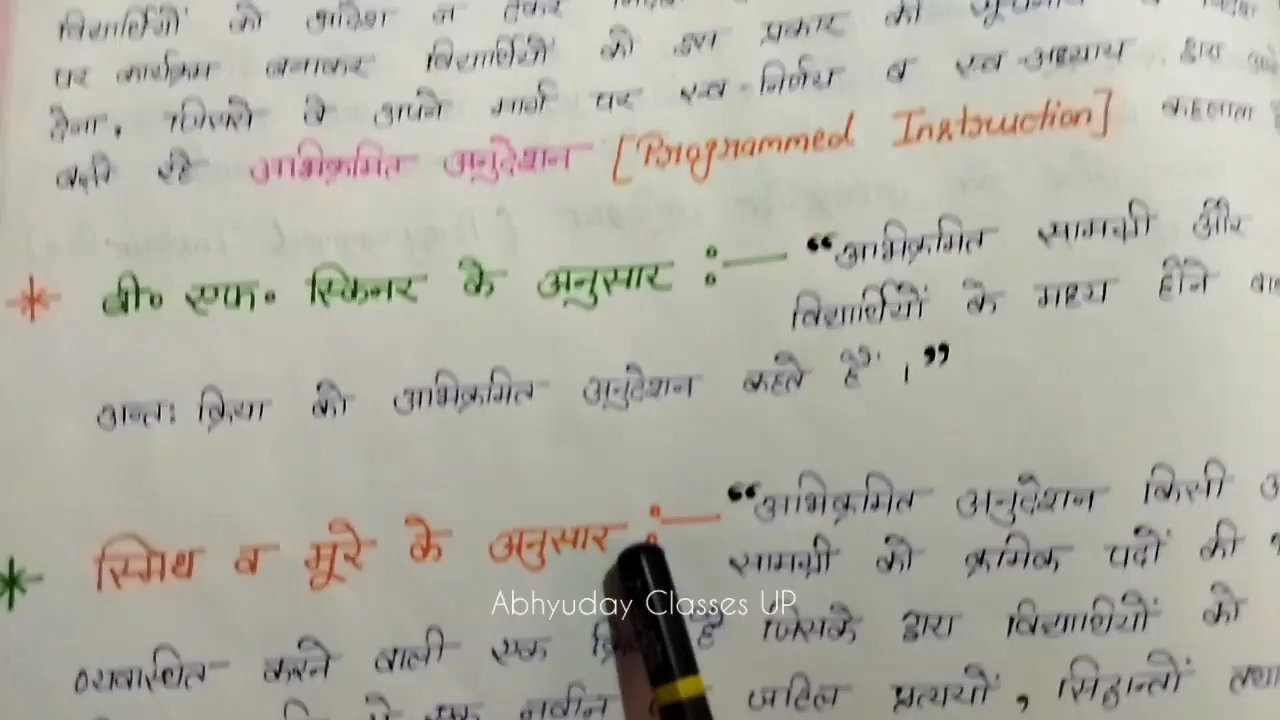 विद्यार्थियों को आदेश न देकर
पर कार्यक्रम बनाकर विद्यार्थियों को इस प्रकार की
देना, जिससे वे अपने मार्ग पर स्व-निर्णय व स्व-अध्याय द्वारा
बढ़ते रहे अभिक्रमित अनुदेशन [Programmed Instruction] कहलाता
* बी० एफ० स्किनर के अनुसार :— “अभिक्रमित सामग्री और
विद्यार्थियों के मध्य होने
अन्तः क्रिया को अभिक्रमित अनुदेशन कहते हैं।”
* स्मिथ व मूरे के अनुसार :— “अभिक्रमित अनुदेशन किसी
सामग्री को क्रमिक पदों की
Abhyuday Classes UP
व्यवस्थित करने वाली एक है जिसके द्वारा विद्यार्थियों को
एक नवीन जटिल प्रत्ययों, सिद्धान्तों तथा